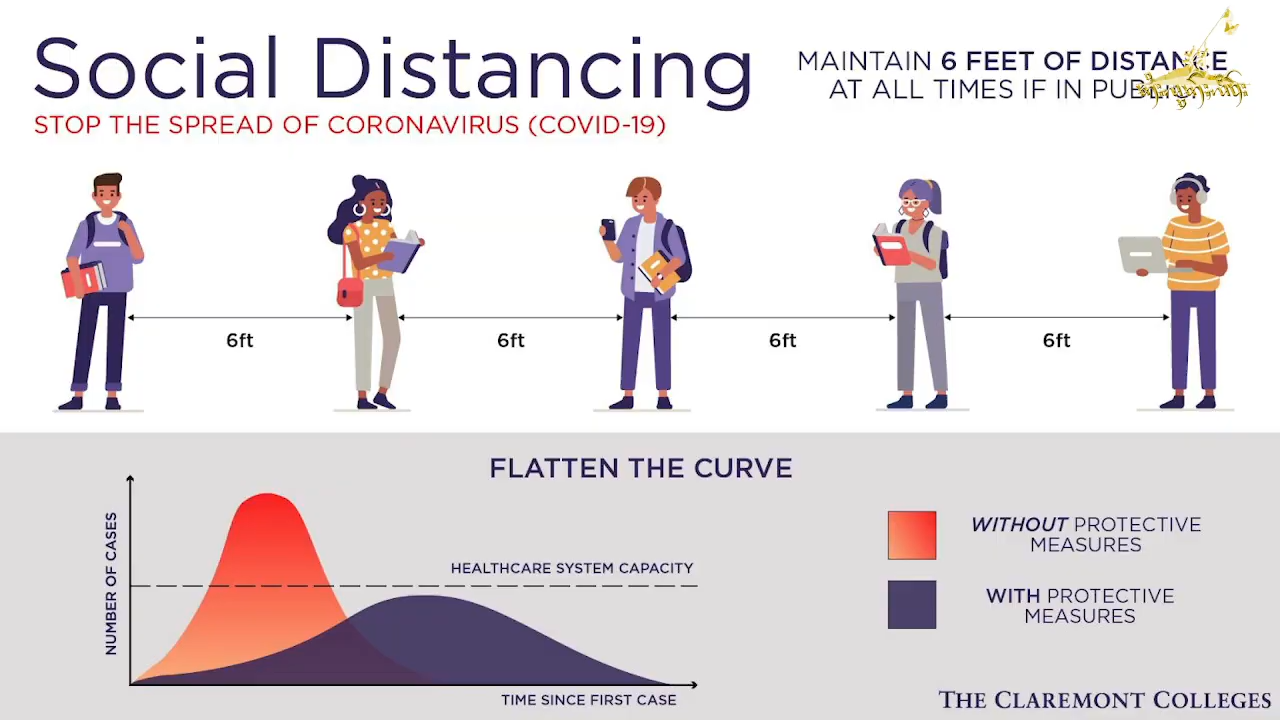 Social Distancing
STOP THE SPREAD OF CORONAVIRUS (COVID-19)
MAINTAIN 6 FEET OF DISTANCE
AT ALL TIMES IF IN PUBLIC
6ft
6ft
6ft
6ft
FLATTEN THE CURVE
NUMBER OF CASES
HEALTHCARE SYSTEM CAPACITY
TIME SINCE FIRST CASE
WITHOUT PROTECTIVE
MEASURES
WITH PROTECTIVE
MEASURES
THE CLAREMONT COLLEGES